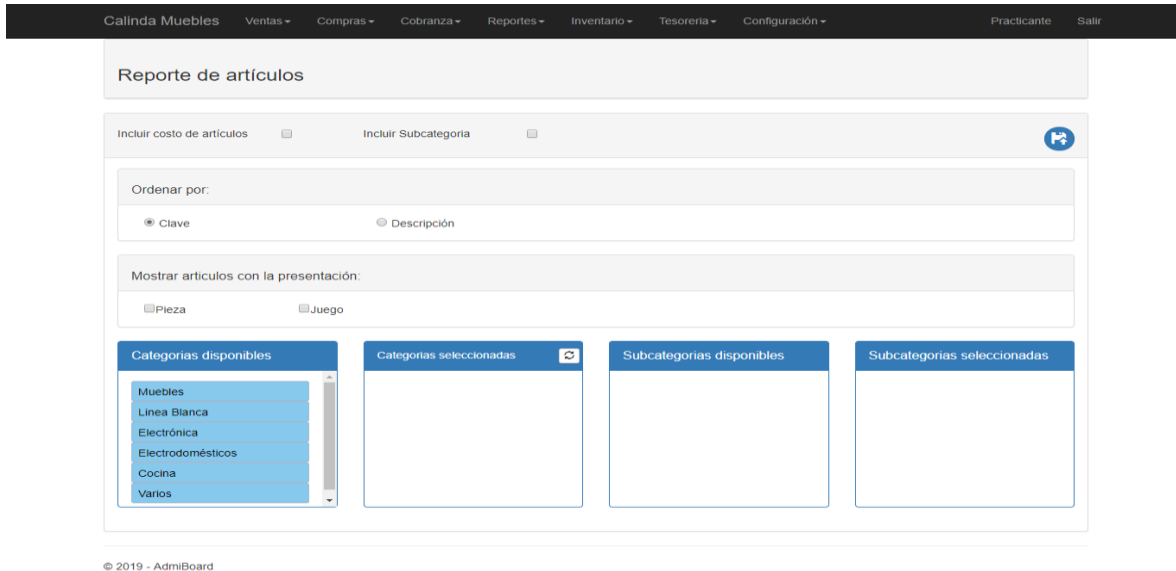 Calinda Muebles Ventas Compras Cobranza Reportes Inventario Tesoreria Configuración Practicante Salir
Reporte de artículos
Incluir costo de artículos Incluir Subcategoria
Ordenar por:
Clave Descripción
Mostrar articulos con la presentación:
Pieza Juego
Categorias disponibles Categorias seleccionadas Subcategorias disponibles Subcategorias seleccionadas
Muebles
Linea Blanca
Electrónica
Electrodomésticos
Cocina
Varios
© 2019 - AdmiBoard